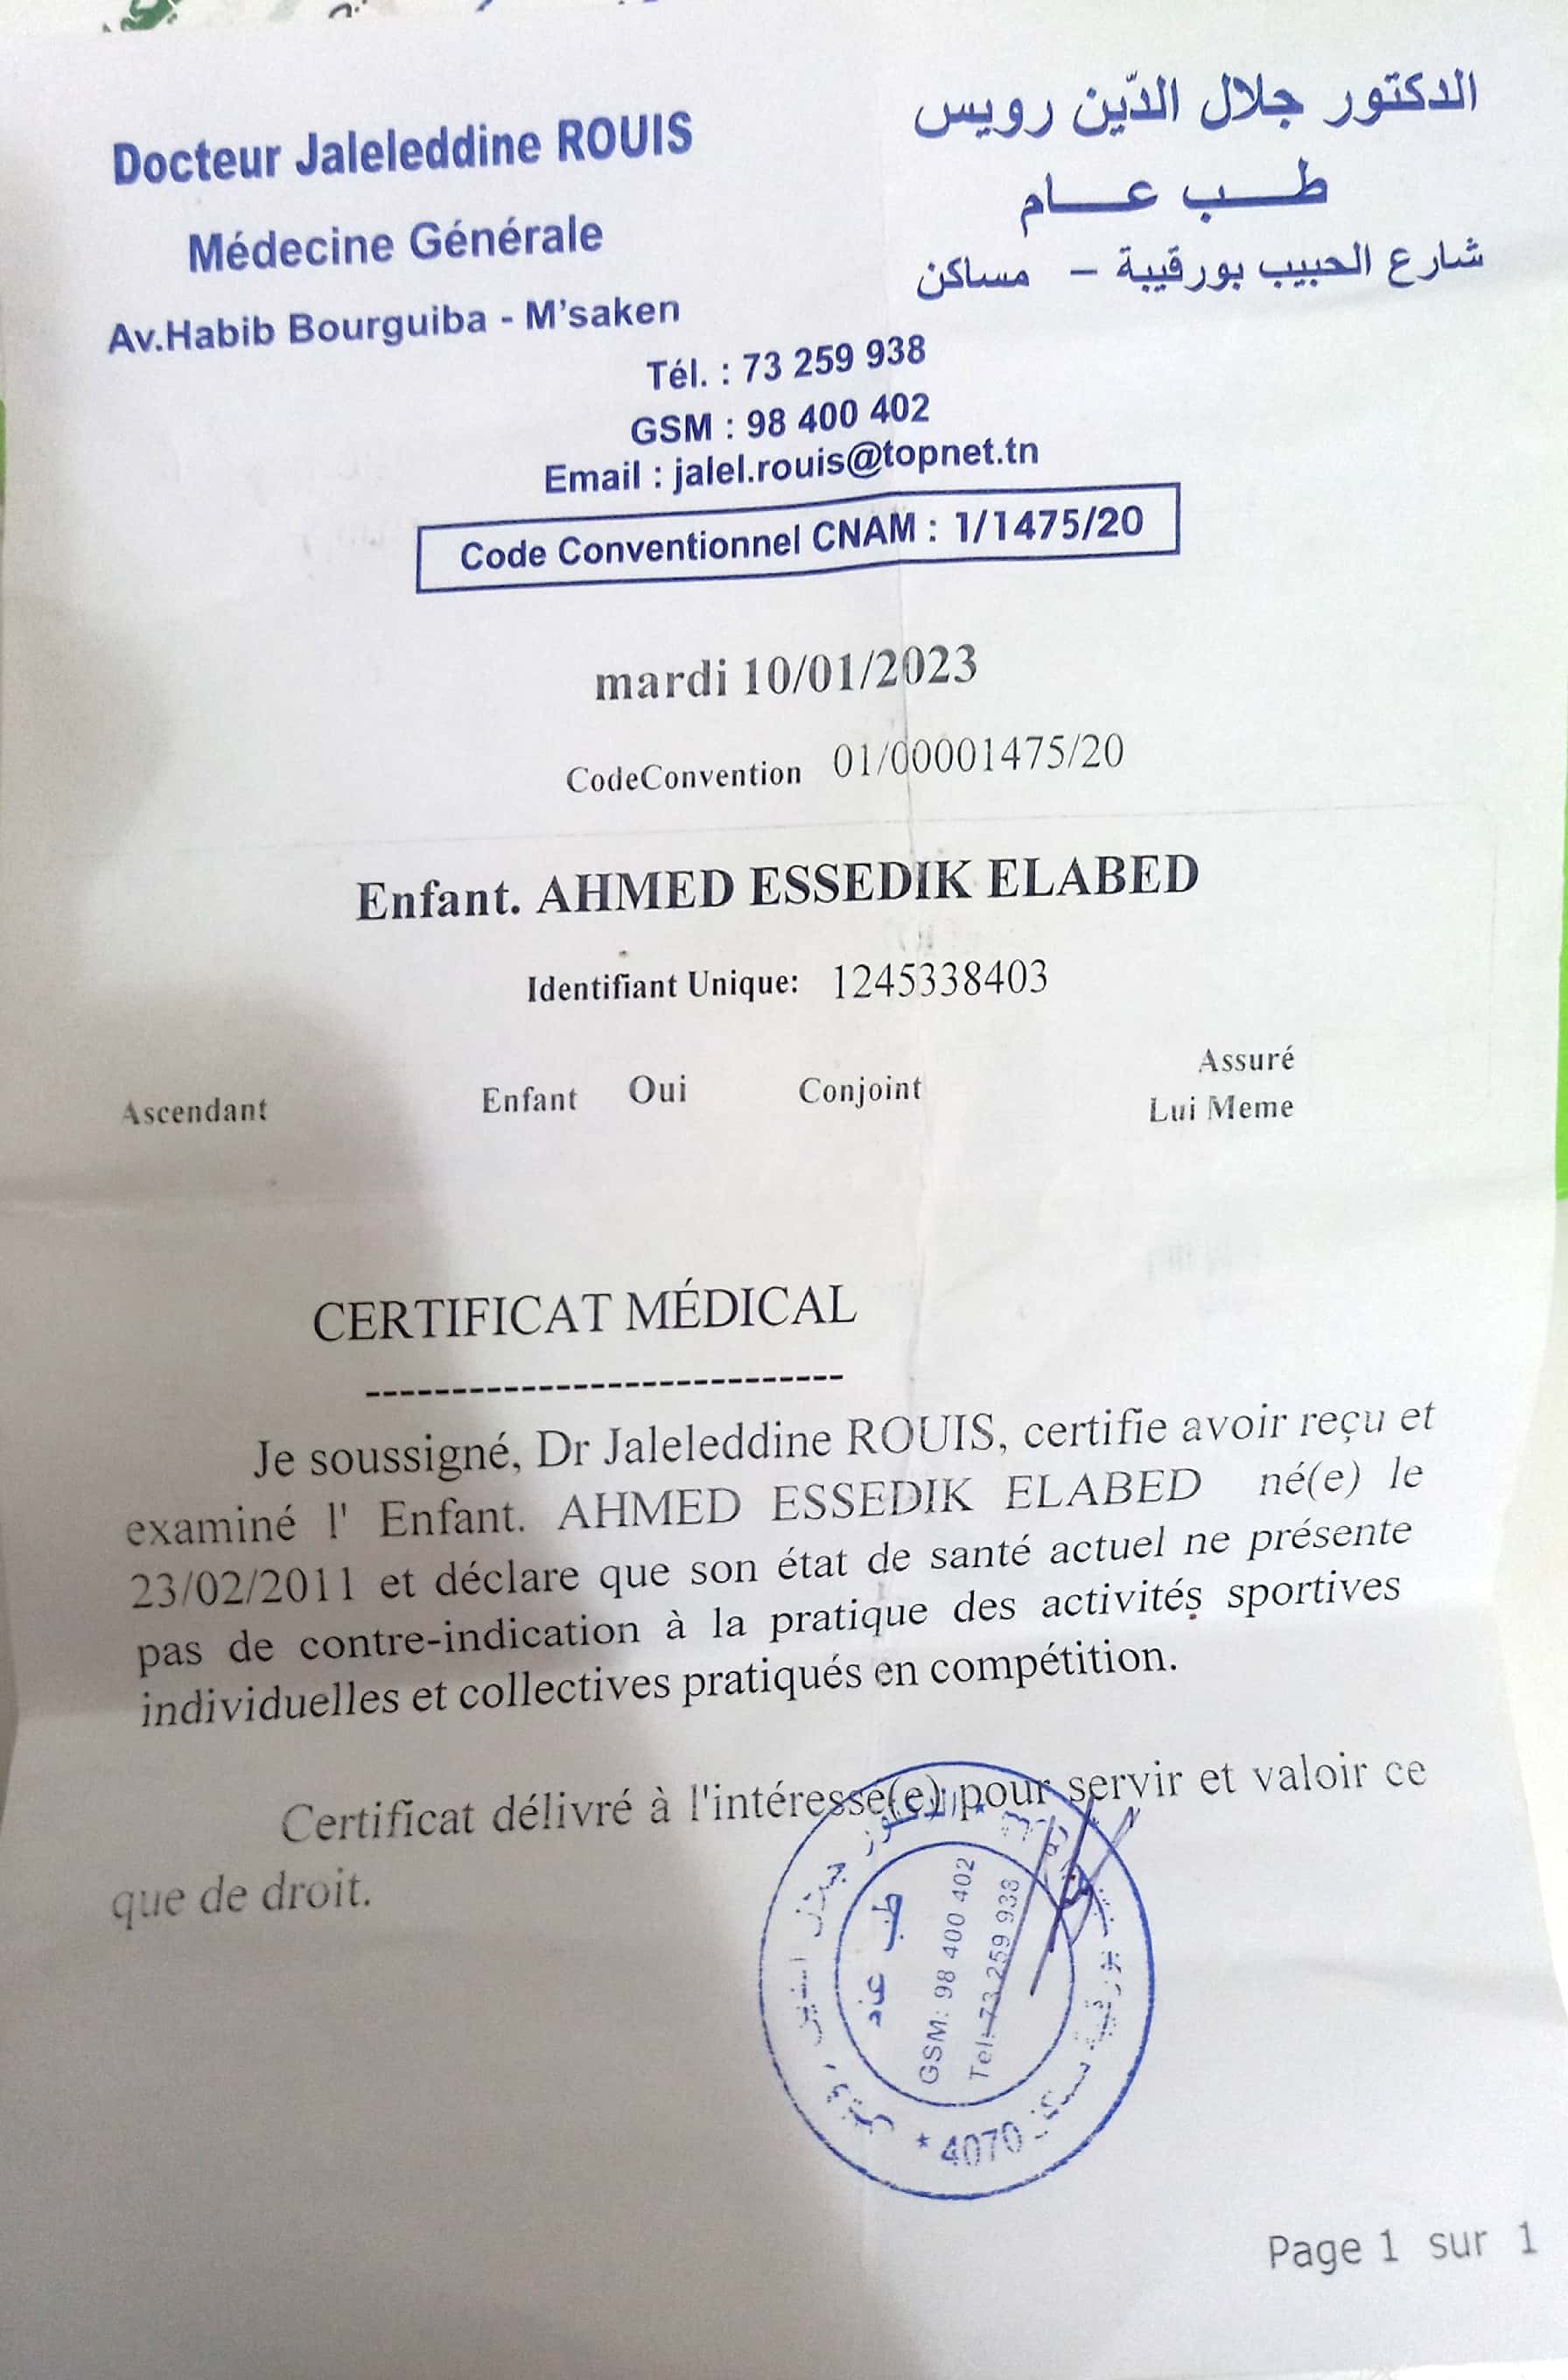 Docteur Jaleleddine ROUIS
Médecine Générale
Av.Habib Bourguiba - M'saken
الدكتور جلال الدّين رويس
طب عام
شارع الحبيب بورقيبة - مساكن
Tél. : 73 259 938
GSM : 98 400 402
Email : jalel.rouis@topnet.tn
Code Conventionnel CNAM : 1/1475/20
mardi 10/01/2023
CodeConvention 01/00001475/20
Enfant. AHMED ESSEDIK ELABED
Identifiant Unique: 1245338403
Ascendant Enfant Oui Conjoint Assuré
Lui Meme
CERTIFICAT MÉDICAL
----------------------------
Je soussigné, Dr Jaleleddine ROUIS, certifie avoir reçu et
examiné l' Enfant. AHMED ESSEDIK ELABED né(e) le
23/02/2011 et déclare que son état de santé actuel ne présente
pas de contre-indication à la pratique des activités sportives
individuelles et collectives pratiqués en compétition.
Certificat délivré à l'intéressé(e) pour servir et valoir ce
que de droit.
طب عام
GSM: 98 400 402
Tel: 73 259 938
* 4070
Page 1 sur 1